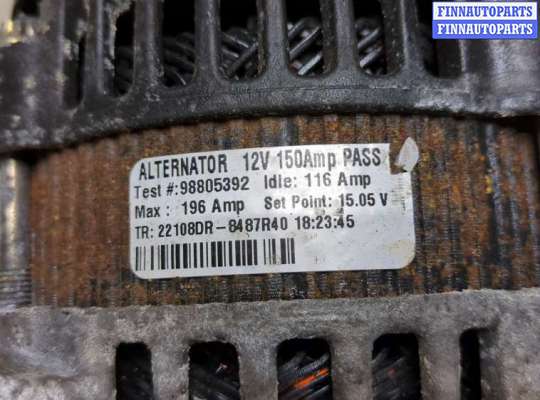 FINNAUTOPARTS
FINNAUTOPARTS
ALTERNATOR 12V 150Amp PASS
Test #:98805392 Idle: 116 Amp
Max : 196 Amp Set Point: 15.05 V
TR: 22108DR-8487R40 18:23:45